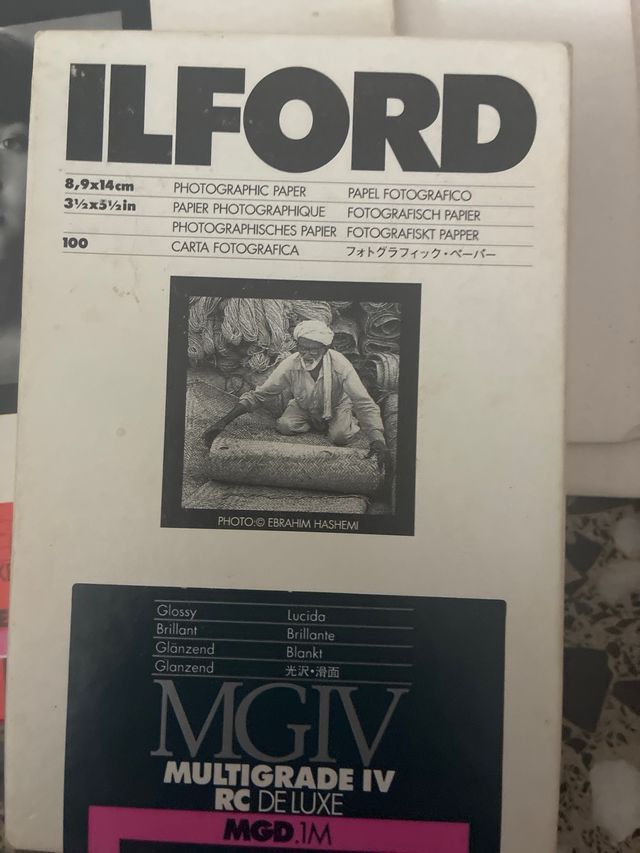 ILFORD
8,9x14cm PHOTOGRAPHIC PAPER PAPEL FOTOGRAFICO
3½x5½in PAPIER PHOTOGRAPHIQUE FOTOGRAFISCH PAPIER
PHOTOGRAPHISCHES PAPIER FOTOGRAFISKT PAPPER
100 CARTA FOTOGRAFICA フォトグラフィック・ペーパー
PHOTO:© EBRAHIM HASHEMI
Glossy Lucida
Brillant Brillante
Glänzend Blankt
Glanzend 光沢・滑面
MGIV
MULTIGRADE IV
RC DE LUXE
MGD.1M